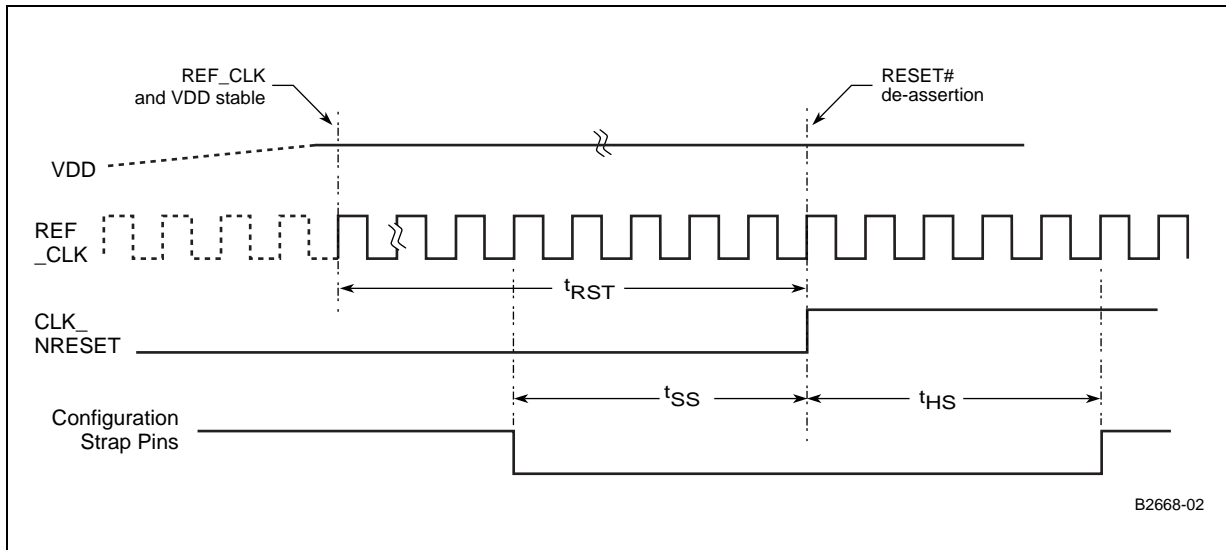 REF_CLK
and VDD stable
RESET#
de-assertion
VDD
REF
_CLK
tRST
CLK_
NRESET
tSS
tHS
Configuration
Strap Pins
B2668-02